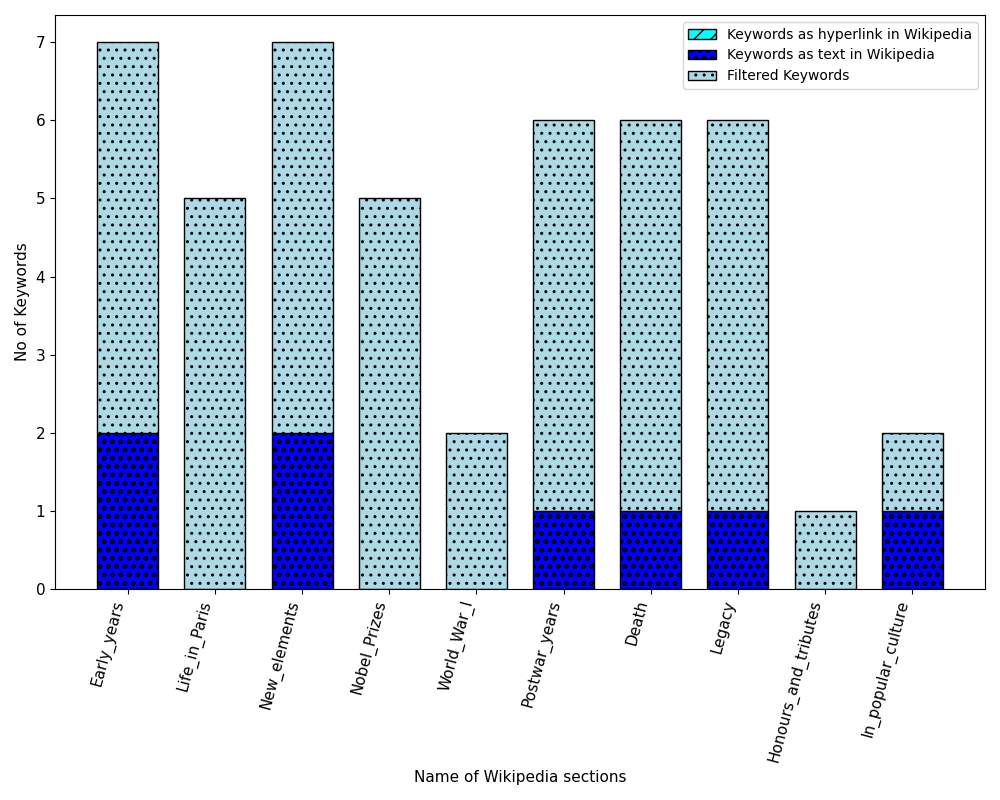 Keywords as hyperlink in Wikipedia
Keywords as text in Wikipedia
Filtered Keywords
No of Keywords
7
6
5
4
3
2
1
0
Early_years
Life_in_Paris
New_elements
Nobel_Prizes
World_War_I
Postwar_years
Death
Legacy
Honours_and_tributes
In_popular_culture
Name of Wikipedia sections